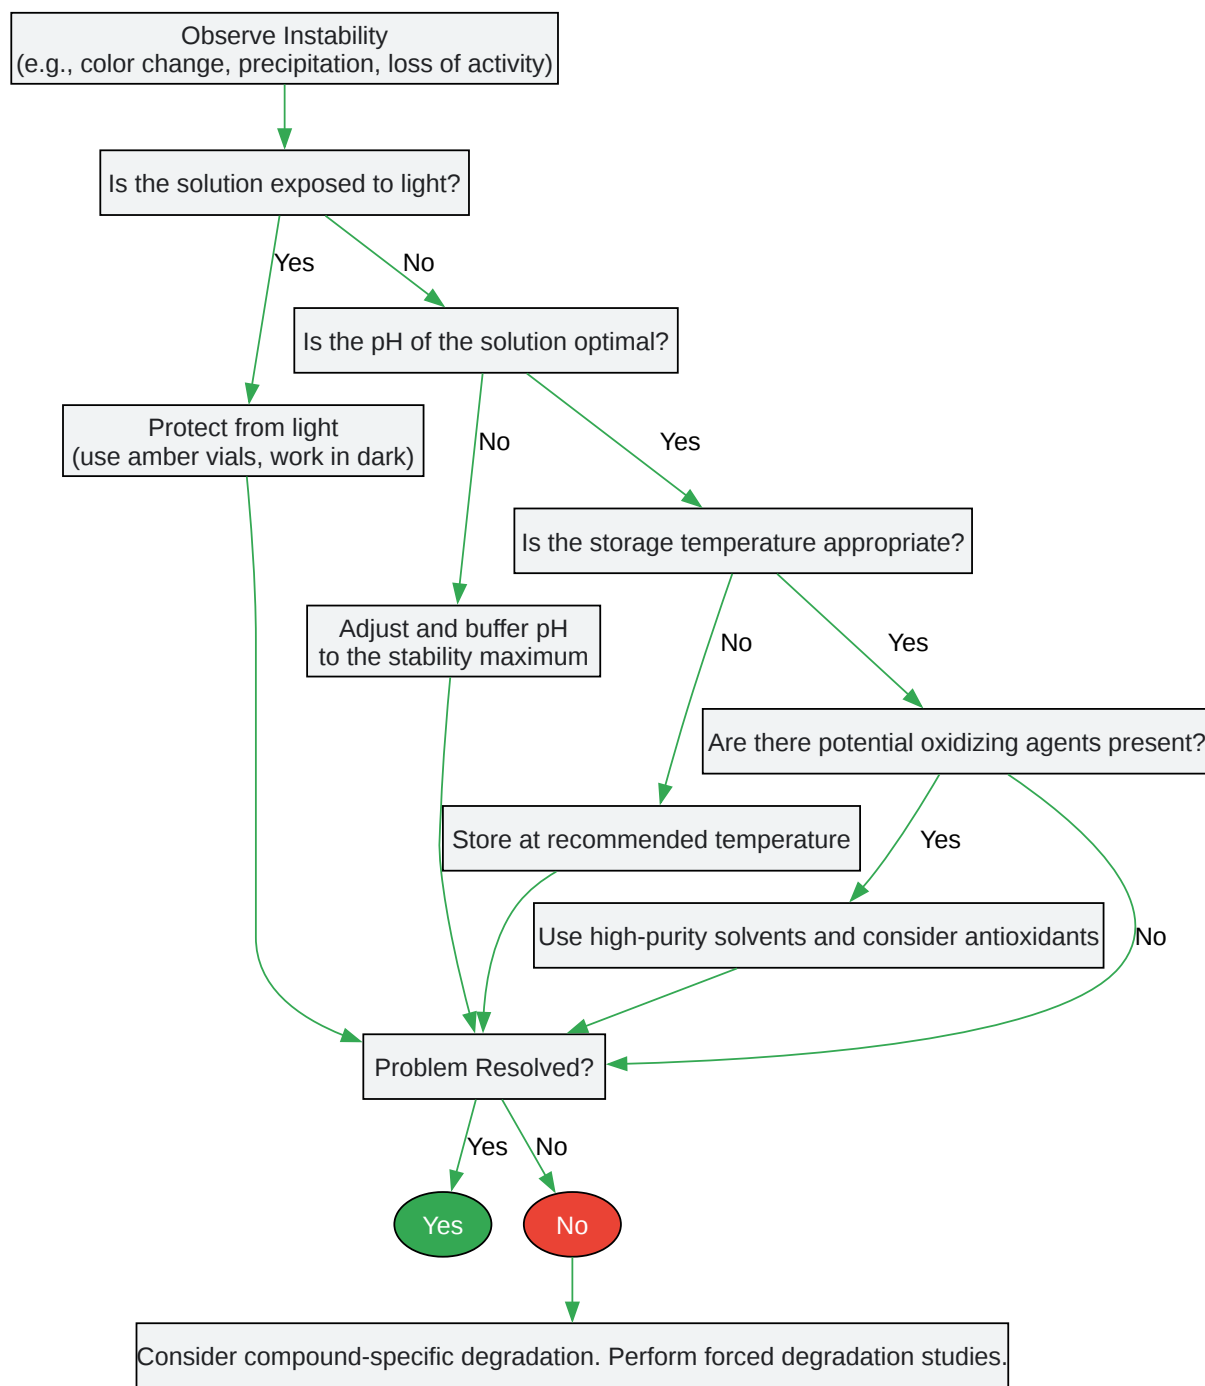 Observe Instability
(e.g., color change, precipitation, loss of activity)
Is the solution exposed to light?
Yes
No
Is the pH of the solution optimal?
Protect from light
(use amber vials, work in dark)
No
Yes
Is the storage temperature appropriate?
Adjust and buffer pH
to the stability maximum
No
Yes
Are there potential oxidizing agents present?
Store at recommended temperature
Yes
Use high-purity solvents and consider antioxidants
No
Problem Resolved?
Yes
No
Yes
No
Consider compound-specific degradation. Perform forced degradation studies.